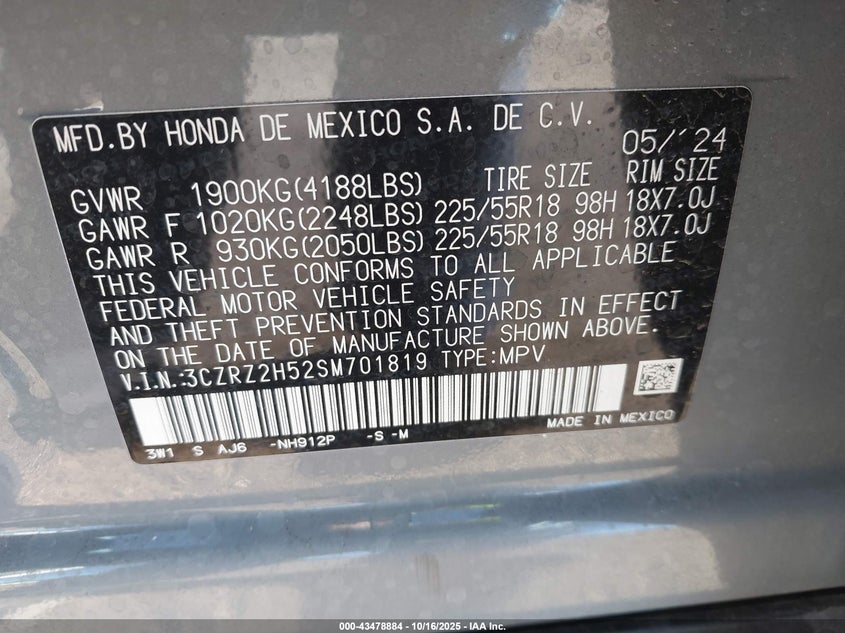 MFD.BY HONDA DE MEXICO S.A. DE C.V.
05/'24
TIRE SIZE RIM SIZE
GVWR 1900KG(4188LBS)
GAWR F 1020KG(2248LBS) 225/55R18 98H 18X7.0J
GAWR R 930KG(2050LBS) 225/55R18 98H 18X7.0J
THIS VEHICLE CONFORMS TO ALL APPLICABLE
FEDERAL MOTOR VEHICLE SAFETY
AND THEFT PREVENTION STANDARDS IN EFFECT
ON THE DATE OF MANUFACTURE SHOWN ABOVE.
V.I.N.:3CZRZ2H52SM701819 TYPE:MPV
MADE IN MEXICO
3W1 S AJ6 -NH912P -S -M
000-43478884 - 10/16/2025 - IAA Inc.